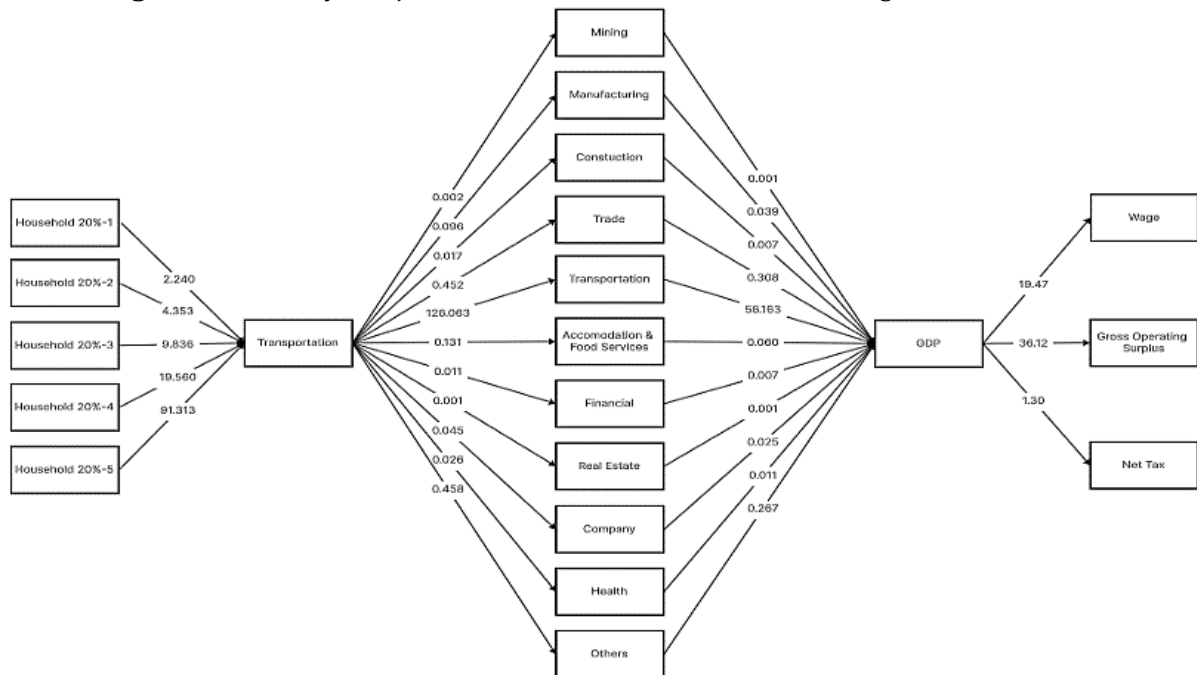 Mining
Manufacturing
Constuction
Trade
Transportation
Accomodation &
Food Services
Financial
Real Estate
Company
Health
Others
Household 20%-1
Household 20%-2
Household 20%-3
Household 20%-4
Household 20%-5
2.240
4.353
9.836
19.560
91.313
Transportation
0.002
0.096
0.017
0.452
126.063
0.131
0.011
0.001
0.045
0.026
0.458
0.001
0.039
0.007
0.308
56.163
0.060
0.007
0.001
0.025
0.011
0.267
GDP
19.47
36.12
1.30
Wage
Gross Operating
Surplus
Net Tax